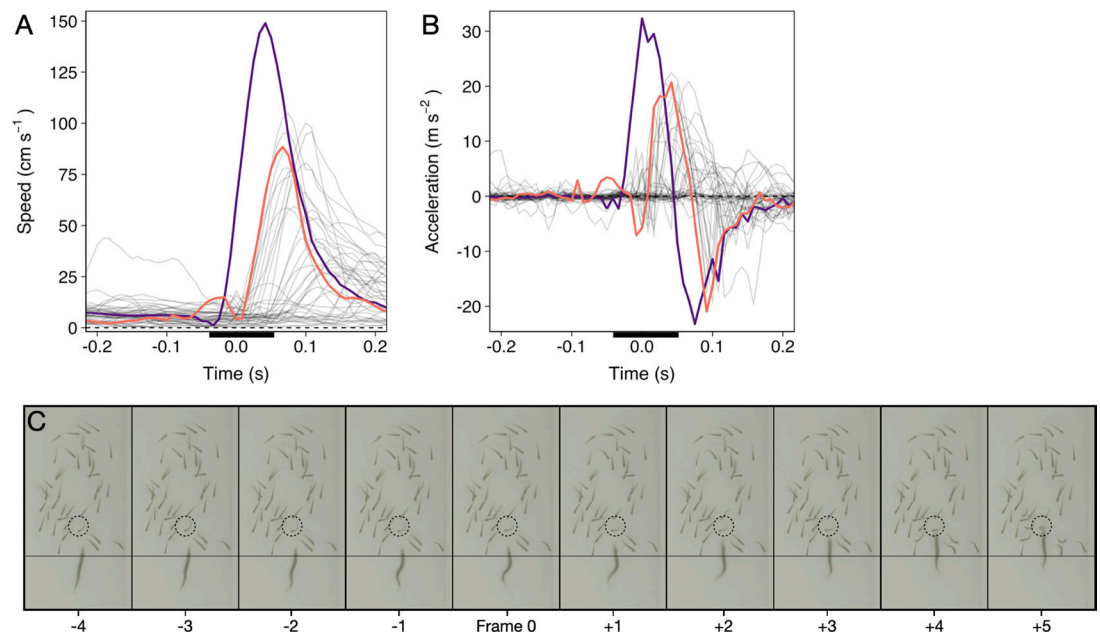 A
Speed (cm s⁻¹)
150
125
100
75
50
25
0
-0.2 -0.1 0.0 0.1 0.2
Time (s)
B
Acceleration (m s⁻²)
30
20
10
0
-10
-20
-0.2 -0.1 0.0 0.1 0.2
Time (s)
C
-4 -3 -2 -1 Frame 0 +1 +2 +3 +4 +5